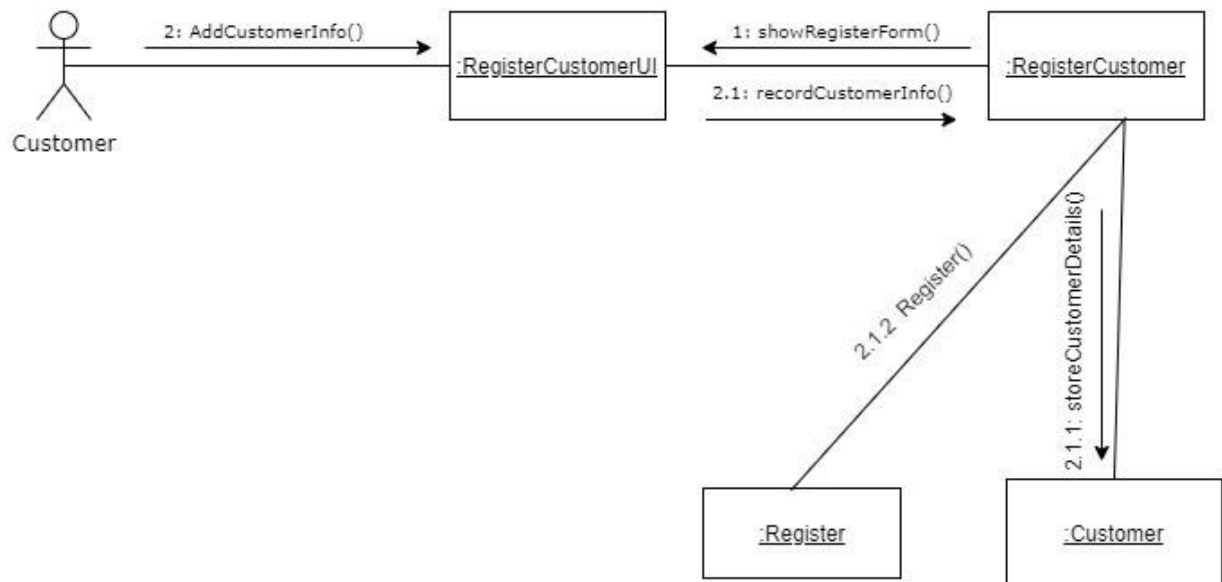 2: AddCustomerInfo()
1: showRegisterForm()
:RegisterCustomerUI
:RegisterCustomer
2.1: recordCustomerInfo()
Customer
2.1.2 Register()
2.1.1: storeCustomerDetails()
:Register
:Customer